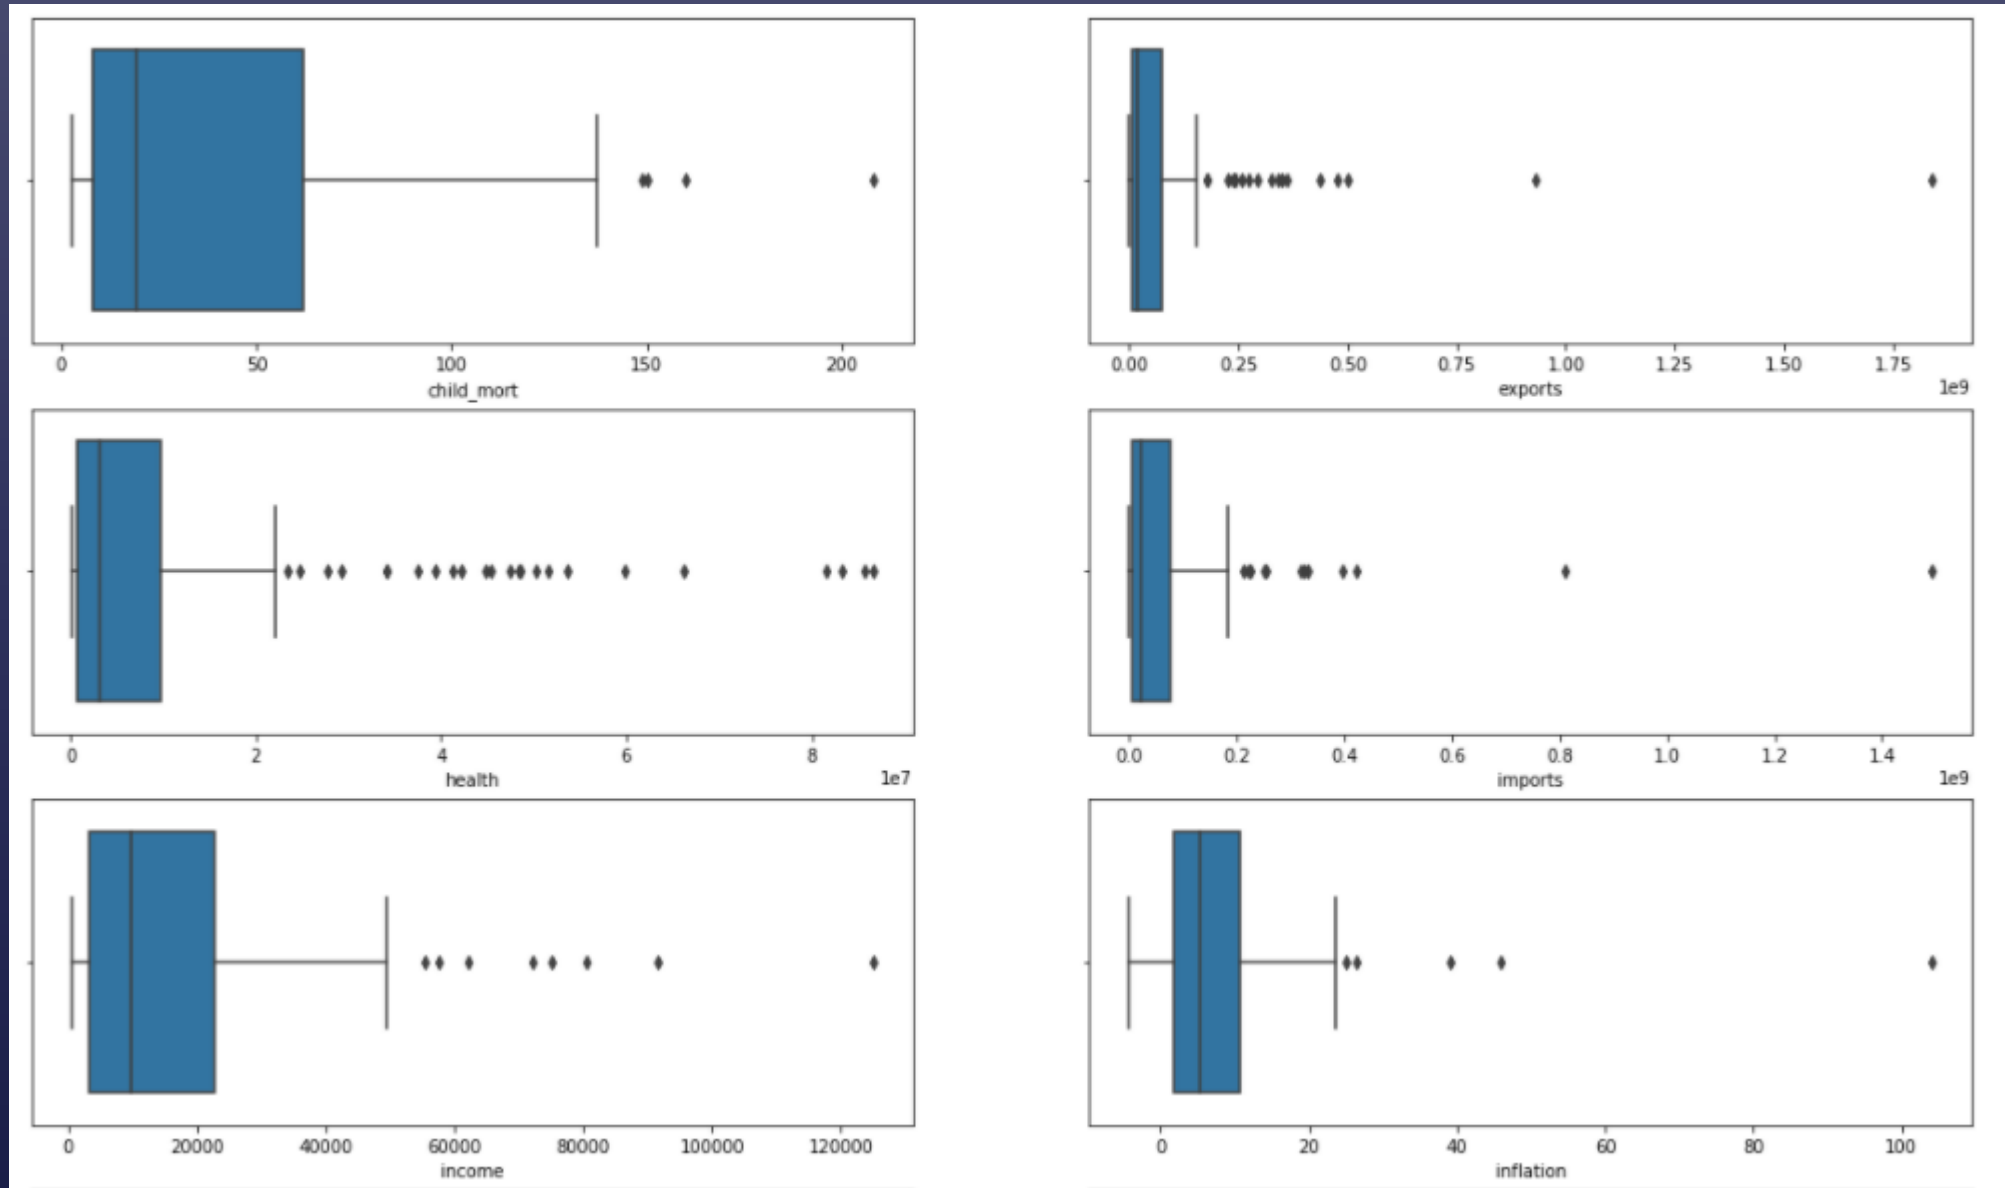 0 50 100 150 200
child_mort
0.00 0.25 0.50 0.75 1.00 1.25 1.50 1.75
exports
1e9
0 2 4 6 8
health
1e7
0.0 0.2 0.4 0.6 0.8 1.0 1.2 1.4
imports
1e9
0 20000 40000 60000 80000 100000 120000
income
0 20 40 60 80 100
inflation